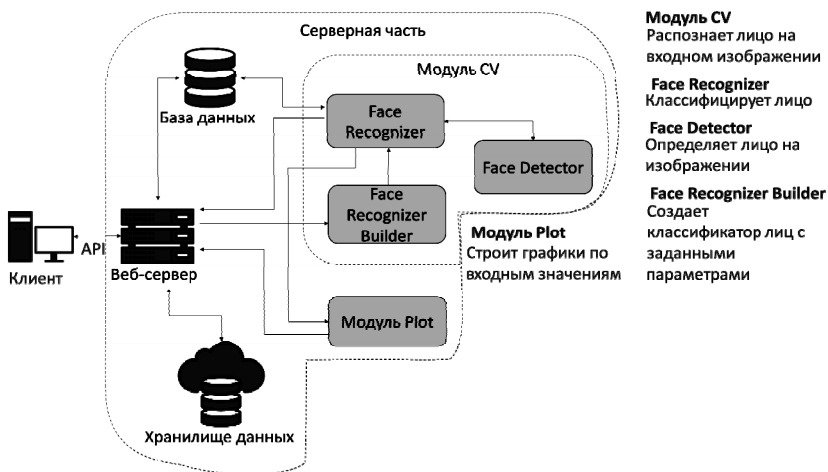 Серверная часть
Модуль CV
База данных
Face
Recognizer
Face Detector
Face
Recognizer
Builder
Клиент
API
Веб-сервер
Модуль Plot
Строит графики по
входным значениям
Модуль Plot
Хранилище данных
Модуль CV
Распознает лицо на
входном изображении
Face Recognizer
Классифицирует лицо
Face Detector
Определяет лицо на
изображении
Face Recognizer Builder
Создает
классификатор лиц с
заданными
параметрами